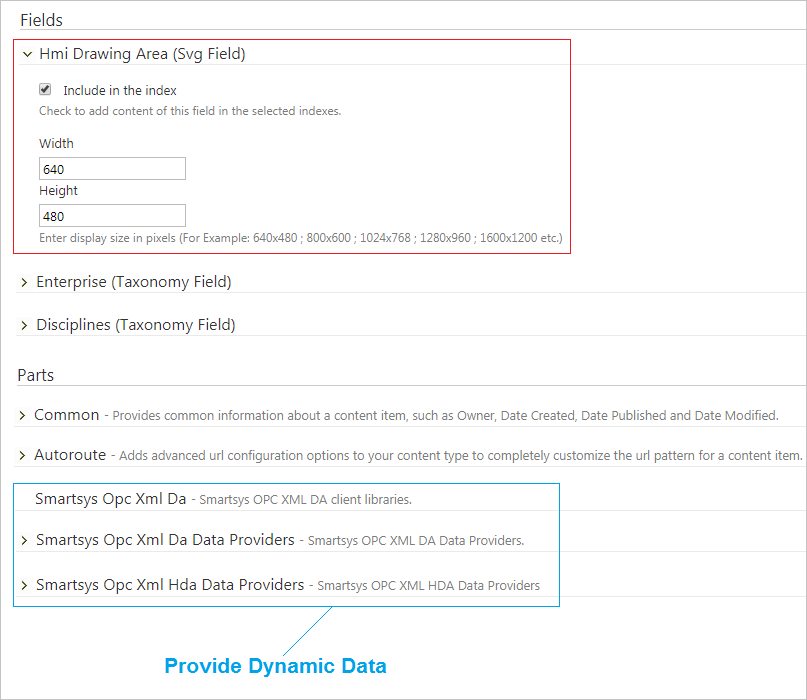 Fields
Hmi Drawing Area (Svg Field)
Include in the index
Check to add content of this field in the selected indexes.
Width
640
Height
480
Enter display size in pixels (For Example: 640x480 ; 800x600 ; 1024x768 ; 1280x960 ; 1600x1200 etc.)
Enterprise (Taxonomy Field)
Disciplines (Taxonomy Field)
Parts
Common - Provides common information about a content item, such as Owner, Date Created, Date Published and Date Modified.
Autoroute - Adds advanced url configuration options to your content type to completely customize the url pattern for a content item.
Smartsys Opc Xml Da - Smartsys OPC XML DA client libraries.
Smartsys Opc Xml Da Data Providers - Smartsys OPC XML DA Data Providers.
Smartsys Opc Xml Hda Data Providers - Smartsys OPC XML HDA Data Providers
Provide Dynamic Data